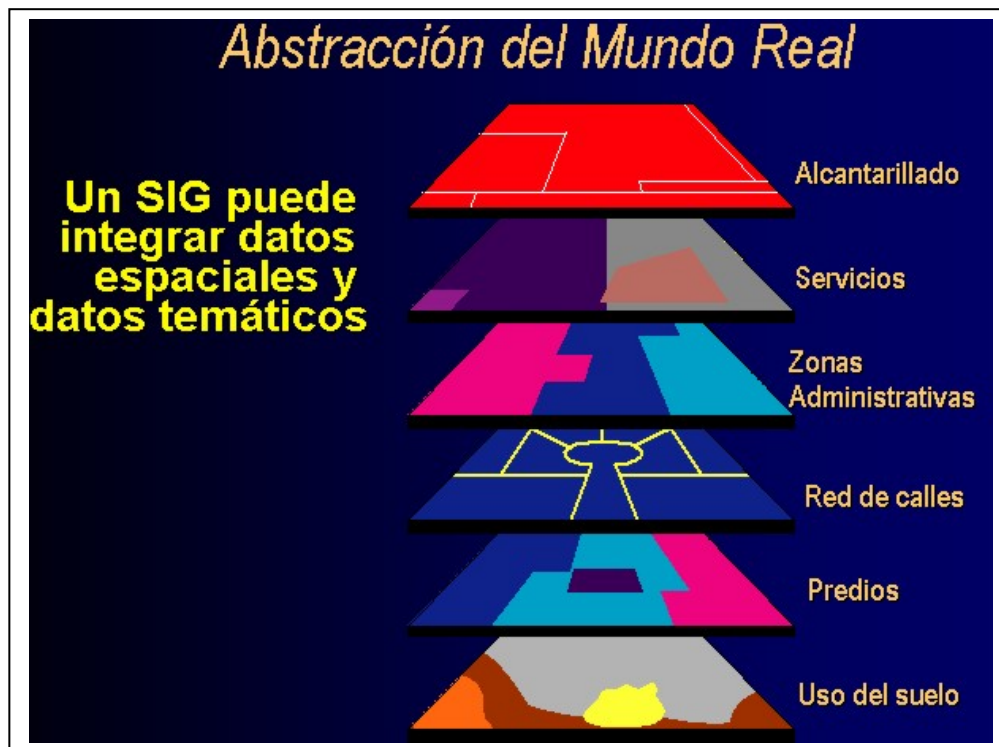 Abstracción del Mundo Real
Un SIG puede
integrar datos
espaciales y
datos temáticos
Alcantarillado
Servicios
Zonas
Administrativas
Red de calles
Predios
Uso del suelo